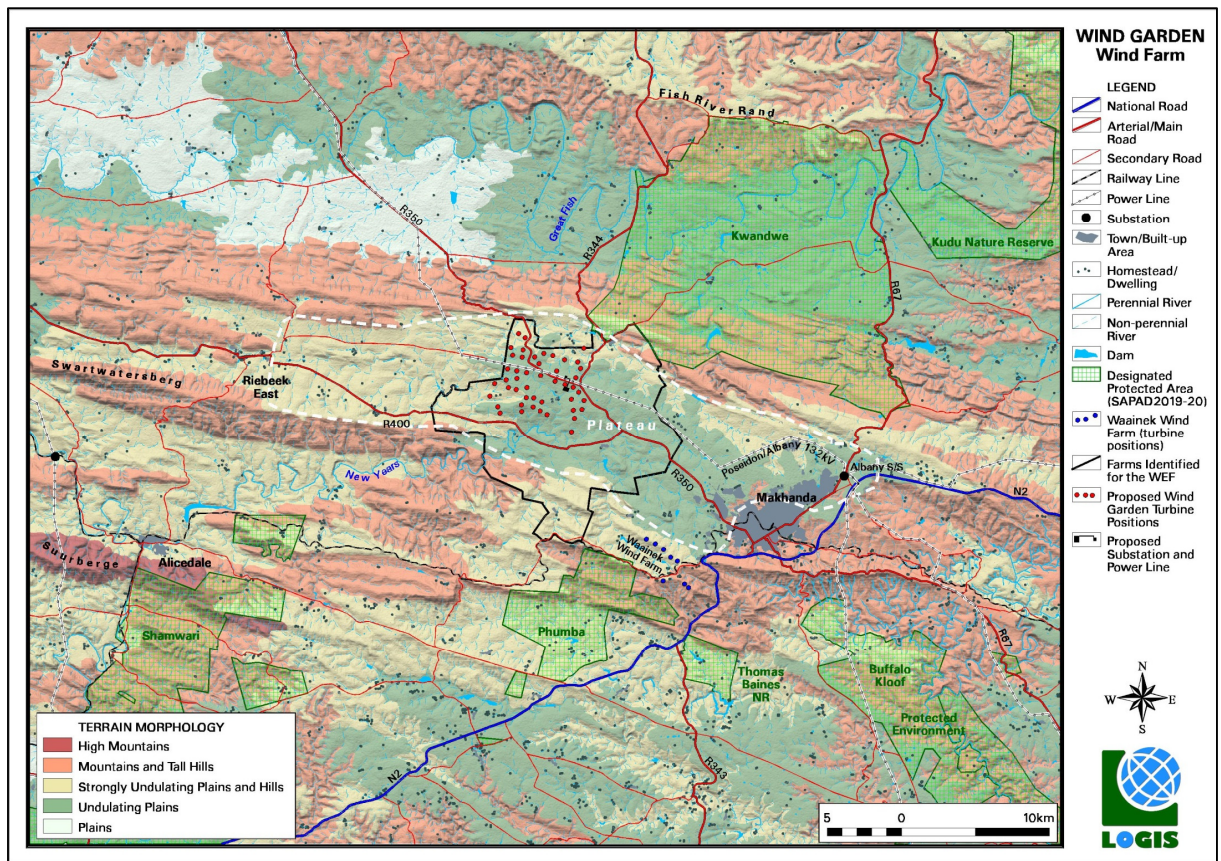 WIND GARDEN
Wind Farm
LEGEND
National Road
Arterial/Main
Road
Secondary Road
Railway Line
Power Line
Substation
Town/Built-up
Area
Homestead/
Dwelling
Perennial River
Non-perennial
River
Dam
Designated
Protected Area
(SAPAD2019-20)
Waainek Wind
Farm (turbine
positions)
Farms Identified
for the WEF
Proposed Wind
Garden Turbine
Positions
Proposed
Substation and
Power Line
N
W E
S
LOGIS
Fish River Rand
R350
Great Fish
R344
Kwandwe
Kudu Nature Reserve
R67
Swartwatersberg
Riebeek
East
Plateau
R400
New Years
Poseidon/Albany 132kV
Albany S/S
R350
Makhanda
N2
Waainek
Wind Farm
Suurberge
Alicedale
Shamwari
Phumba
Thomas
Baines
NR
Buffalo
Kloof
Protected
Environment
R67
N2
R343
TERRAIN MORPHOLOGY
High Mountains
Mountains and Tall Hills
Strongly Undulating Plains and Hills
Undulating Plains
Plains
5 0 10km